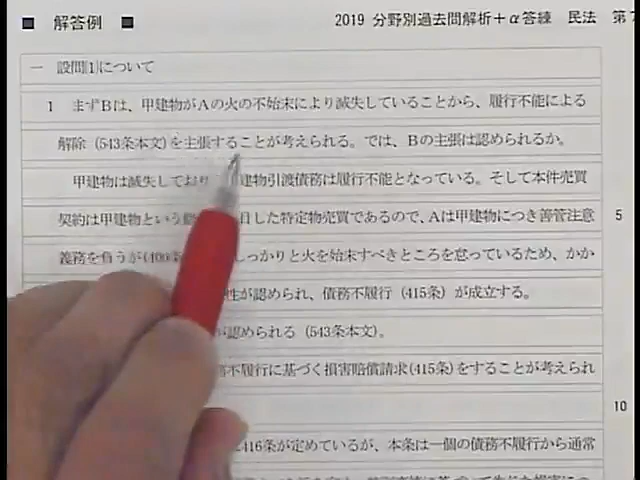 ■ 解答例 ■
2019 分野別過去問解析＋α答練 民法 第
一 設問[1]について
1 まずBは、甲建物がAの火の不始末により滅失していることから、履行不能による
解除（543条本文）を主張することが考えられる。では、Bの主張は認められるか。
甲建物は滅失しており 建物引渡債務は履行不能となっている。そして本件売買
契約は甲建物という 目した特定物売買であるので、Aは甲建物につき善管注意 5
義務を負うが(400 しっかりと火を始末すべきところを怠っているため、かか
性が認められ、債務不履行（415条）が成立する。
が認められる（543条本文）。
不履行に基づく損害賠償請求(415条)をすることが考えられ
10
416条が定めているが、本条は一個の債務不履行から通常